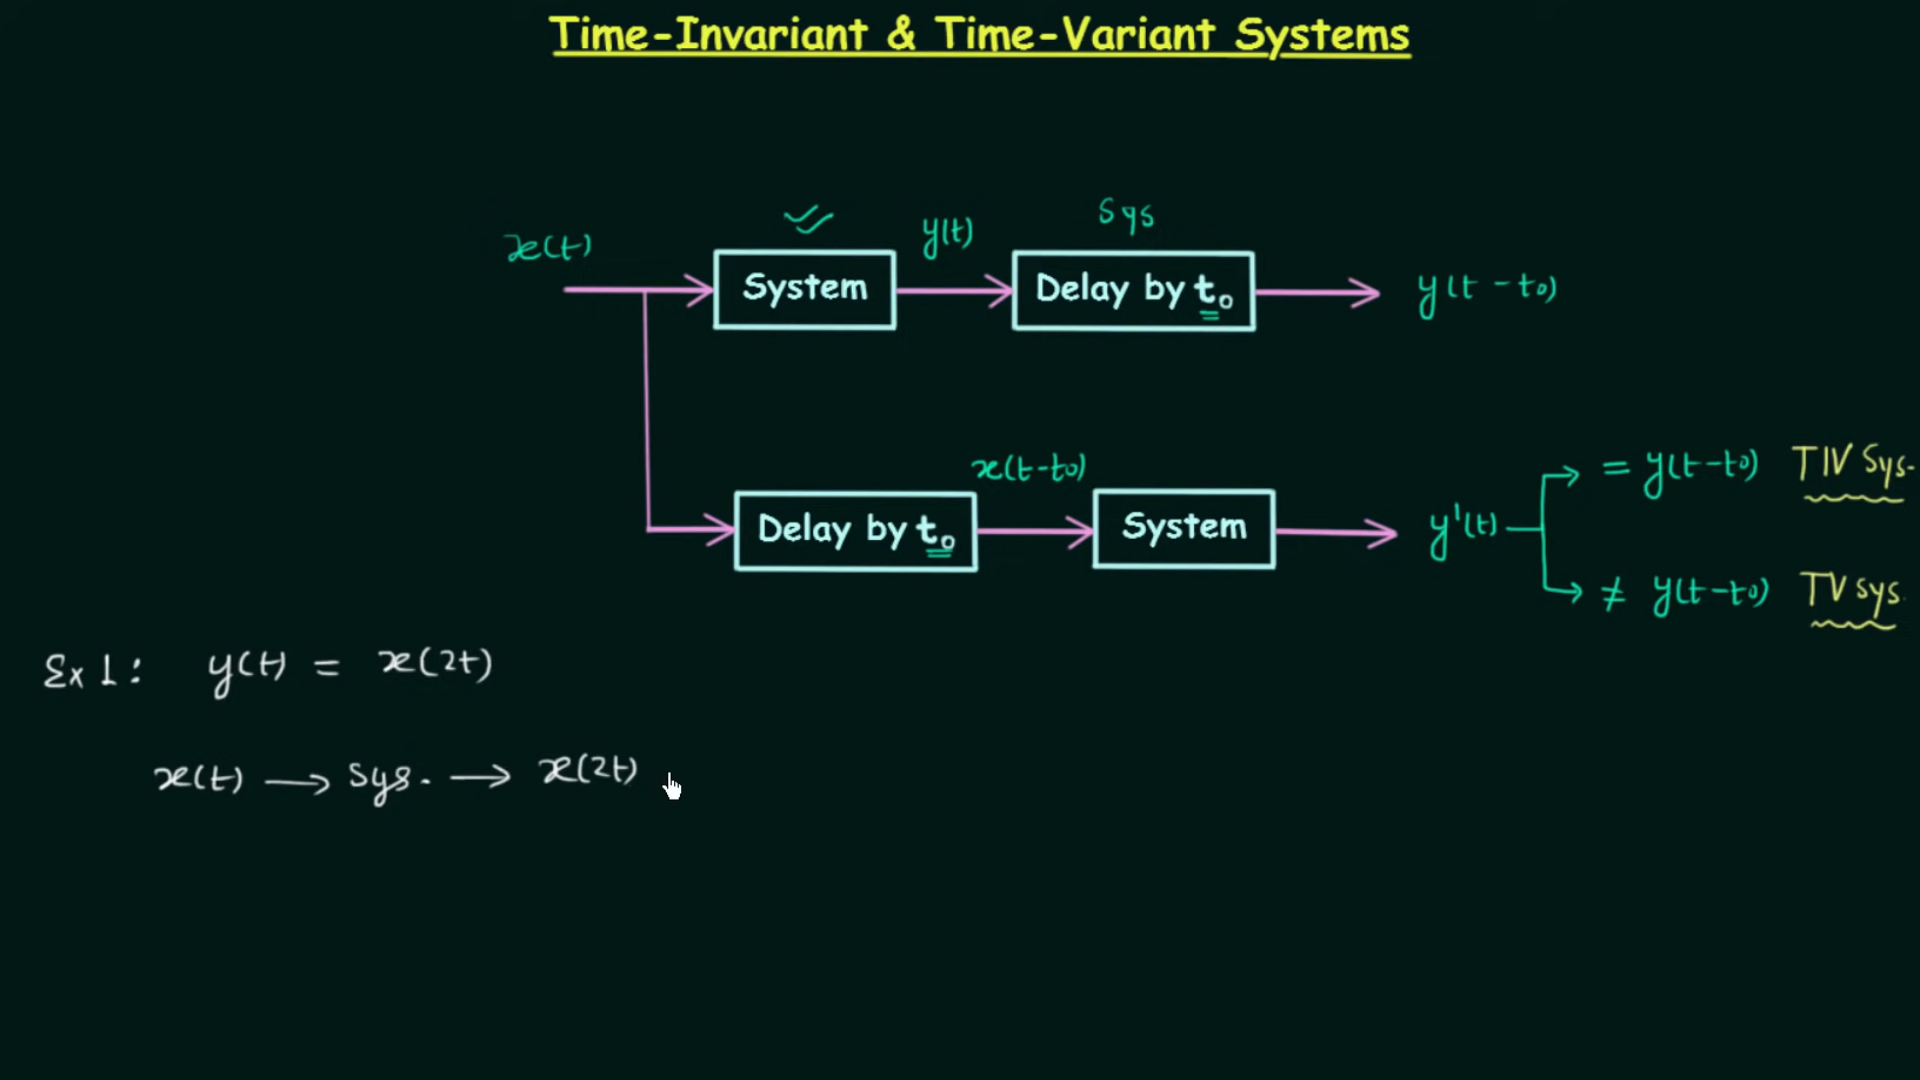 Time-Invariant & Time-Variant Systems
x(t)
System
y(t)
Sys
Delay by t₀
y(t - t₀)
Delay by t₀
x(t-t₀)
System
y'(t)
= y(t-t₀) TIV Sys.
≠ y(t-t₀) TV sys.
Ex 1: y(t) = x(2t)
x(t) → Sys. → x(2t)